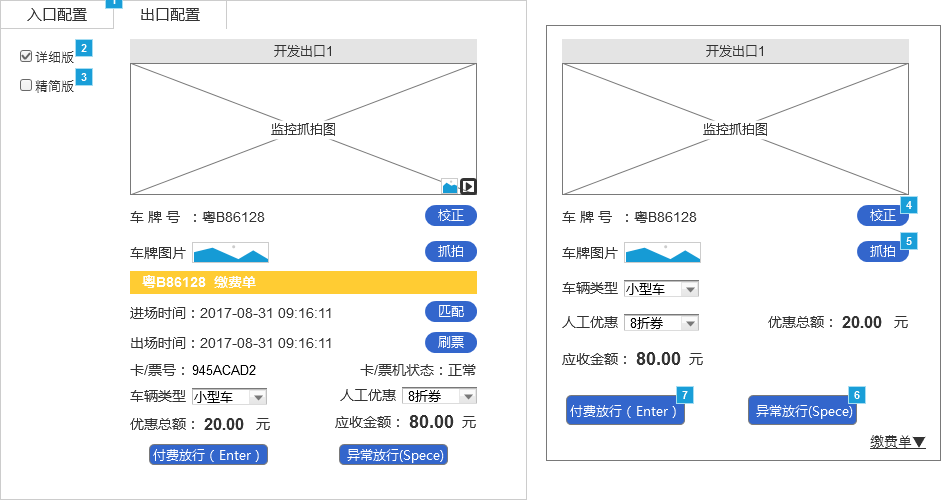 入口配置 1 出口配置
详细版 2
精简版 3
开发出口1
监控抓拍图
车 牌 号 ：粤B86128 校正
车牌图片 抓拍
粤B86128 缴费单
进场时间：2017-08-31 09:16:11 匹配
出场时间：2017-08-31 09:16:11 刷票
卡/票号： 945ACAD2 卡/票机状态：正常
车辆类型 小型车 人工优惠 8折券
优惠总额： 20.00 元 应收金额： 80.00 元
付费放行（Enter） 异常放行(Spece)
开发出口1
监控抓拍图
车 牌 号 ：粤B86128 校正 4
车牌图片 抓拍 5
车辆类型 小型车
人工优惠 8折券 优惠总额： 20.00 元
应收金额： 80.00 元
付费放行（Enter） 7 异常放行(Spece) 6
缴费单▼